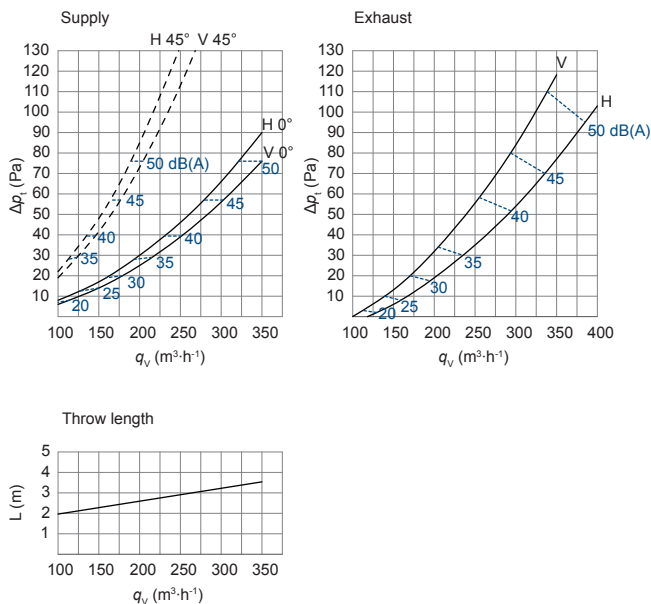 Supply
H 45° V 45°
130
120
110
100
90
80
70
60
50
40
30
20
10
Δpt (Pa)
H 0°
V 0°
50 dB(A)
50
45
45
40
40
35
35
30
25
20
100 150 200 250 300 350
qv (m³·h⁻¹)
Exhaust
130
120
110
100
90
80
70
60
50
40
30
20
10
Δpt (Pa)
V
H
50 dB(A)
45
40
35
30
25
20
100 150 200 250 300 350 400
qv (m³·h⁻¹)
Throw length
5
4
3
2
1
L (m)
100 150 200 250 300 350
qv (m³·h⁻¹)